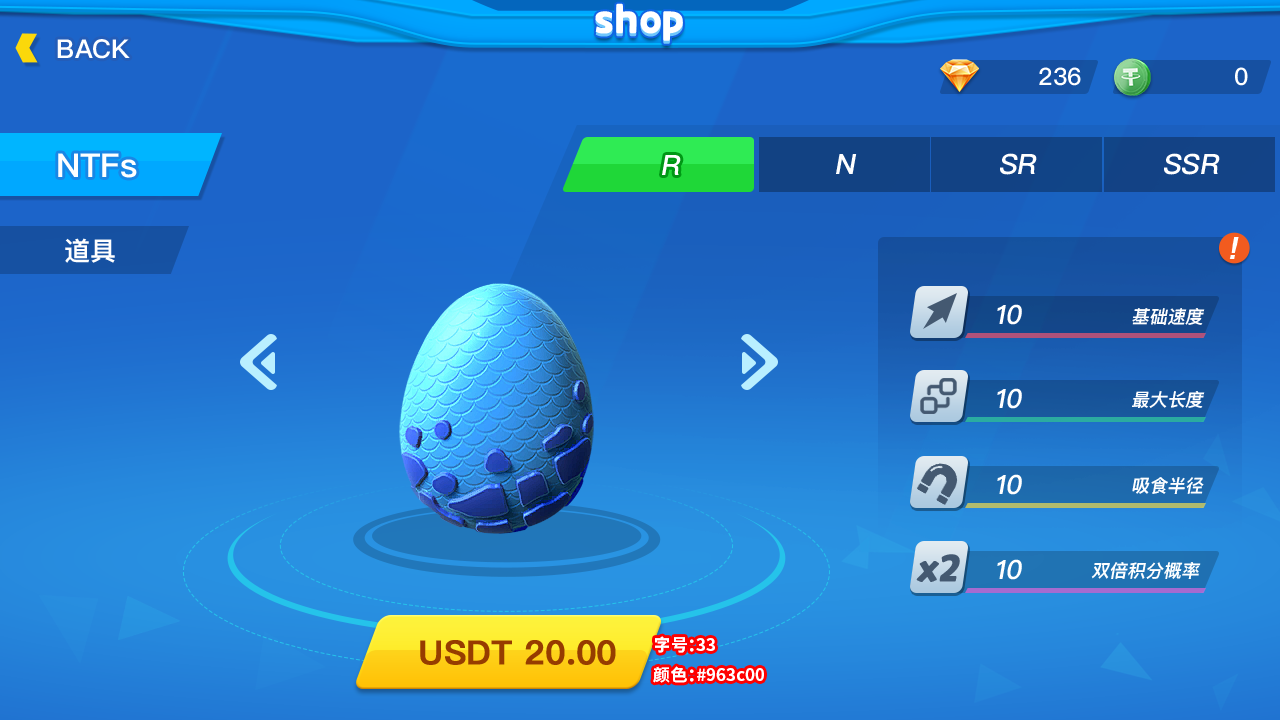 shop
BACK
236
0
NTFs
R
N
SR
SSR
道具
!
10
基础速度
10
最大长度
10
吸食半径
x2
10
双倍积分概率
USDT 20.00
字号:33
颜色:#963c00